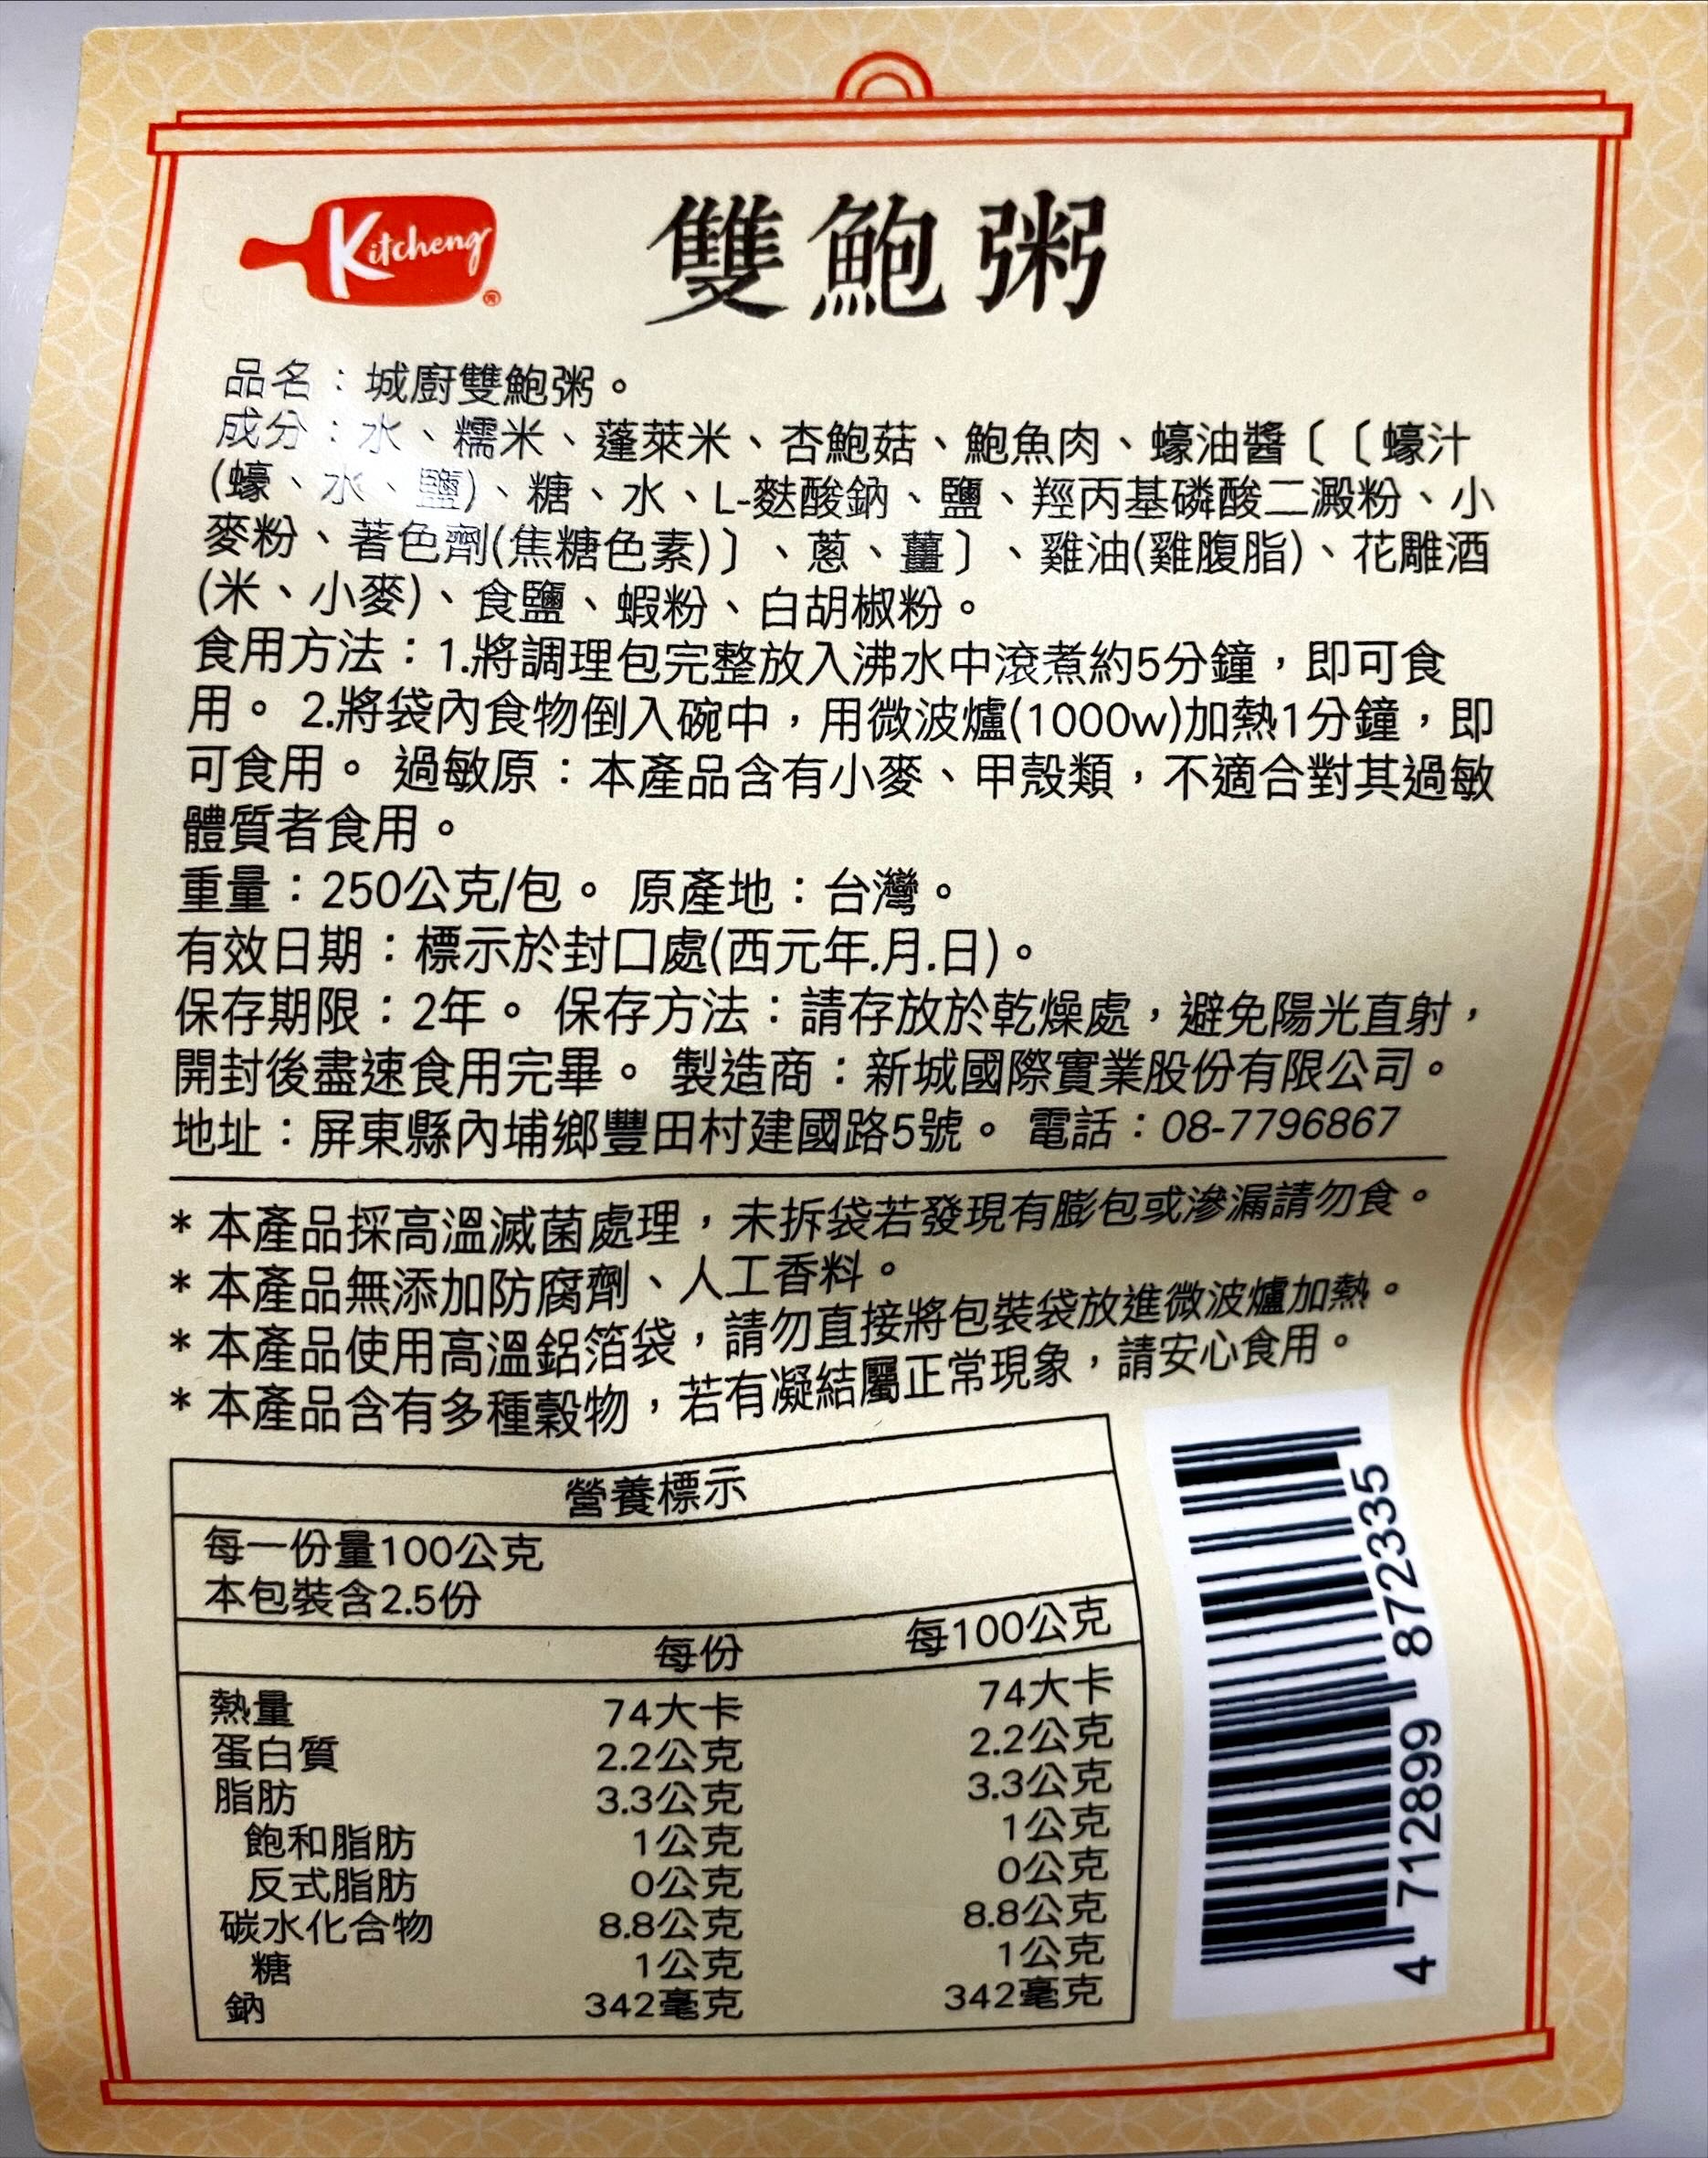 Kitcheng®
雙鮑粥
品名：城廚雙鮑粥。
成分：水、糯米、蓬萊米、杏鮑菇、鮑魚肉、蠔油醬〔〔蠔汁
(蠔、水、鹽)、糖、水、L-麩酸鈉、鹽、羥丙基磷酸二澱粉、小
麥粉、著色劑(焦糖色素)〕、蔥、薑〕、雞油(雞腹脂)、花雕酒
(米、小麥)、食鹽、蝦粉、白胡椒粉。
食用方法：1.將調理包完整放入沸水中滾煮約5分鐘，即可食
用。 2.將袋內食物倒入碗中，用微波爐(1000w)加熱1分鐘，即
可食用。 過敏原：本產品含有小麥、甲殼類，不適合對其過敏
體質者食用。
重量：250公克/包。 原產地：台灣。
有效日期：標示於封口處(西元年.月.日)。
保存期限：2年。 保存方法：請存放於乾燥處，避免陽光直射，
開封後盡速食用完畢。 製造商：新城國際實業股份有限公司。
地址：屏東縣內埔鄉豐田村建國路5號。 電話：08-7796867
* 本產品採高溫滅菌處理，未拆袋若發現有膨包或滲漏請勿食。
* 本產品無添加防腐劑、人工香料。
* 本產品使用高溫鋁箔袋，請勿直接將包裝袋放進微波爐加熱。
* 本產品含有多種穀物，若有凝結屬正常現象，請安心食用。
營養標示
每一份量100公克
本包裝含2.5份
每份 每100公克
熱量 74大卡 74大卡
蛋白質 2.2公克 2.2公克
脂肪 3.3公克 3.3公克
飽和脂肪 1公克 1公克
反式脂肪 0公克 0公克
碳水化合物 8.8公克 8.8公克
糖 1公克 1公克
鈉 342毫克 342毫克
4 712899 872335